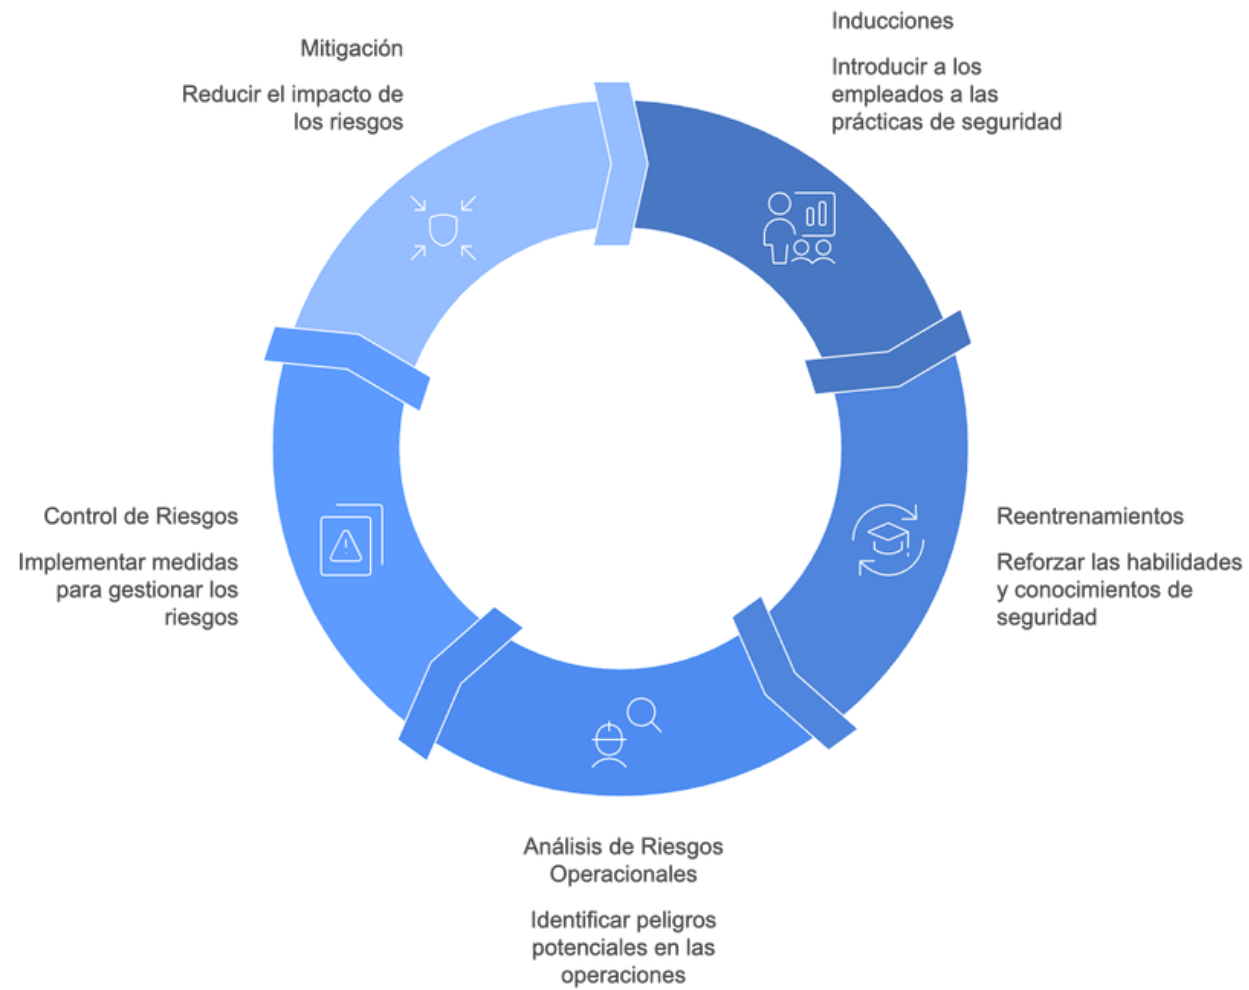 Inducciones
Introducir a los
empleados a las
prácticas de seguridad
Reentrenamientos
Reforzar las habilidades
y conocimientos de
seguridad
Análisis de Riesgos
Operacionales
Identificar peligros
potenciales en las
operaciones
Control de Riesgos
Implementar medidas
para gestionar los
riesgos
Mitigación
Reducir el impacto de
los riesgos